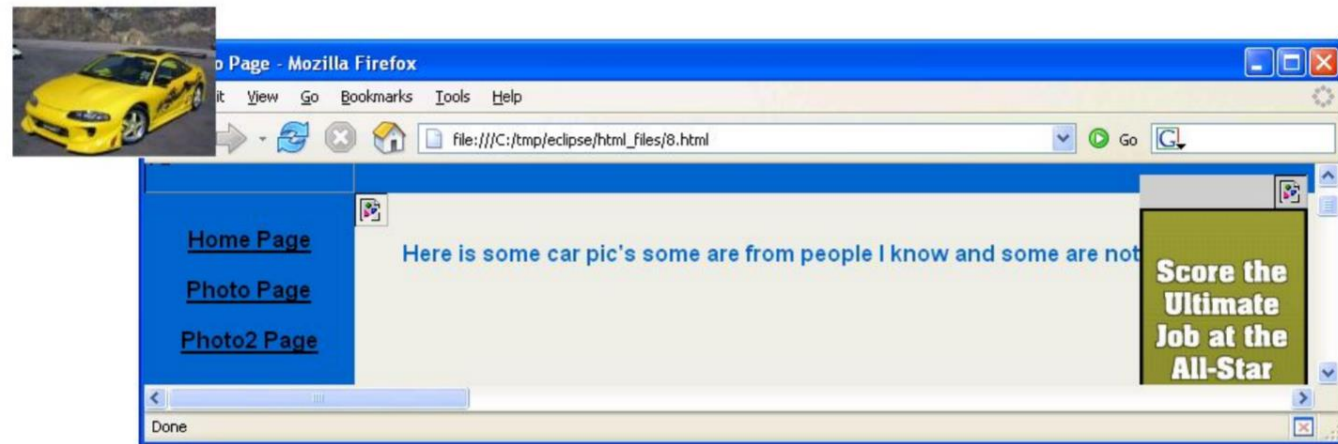 o Page - Mozilla Firefox
it View Go Bookmarks Tools Help
file:///C:/tmp/eclipse/html_files/8.html Go G
Home Page
Photo Page
Photo2 Page
Here is some car pic's some are from people I know and some are not
Score the
Ultimate
Job at the
All-Star
Done